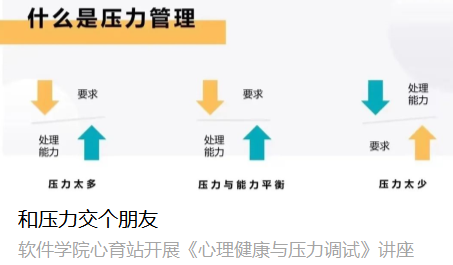 什么是压力管理
要求
处理
能力
压力太多
要求
处理
能力
压力与能力平衡
处理
能力
要求
压力太少
和压力交个朋友
软件学院心育站开展《心理健康与压力调试》讲座